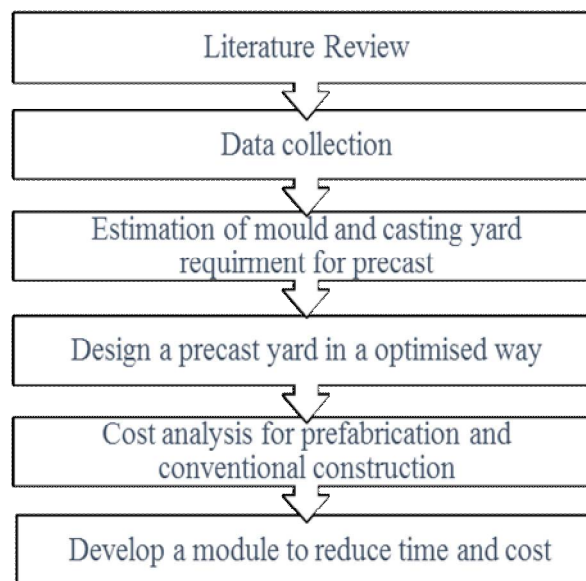 Literature Review
Data collection
Estimation of mould and casting yard
requirment for precast
Design a precast yard in a optimised way
Cost analysis for prefabrication and
conventional construction
Develop a module to reduce time and cost